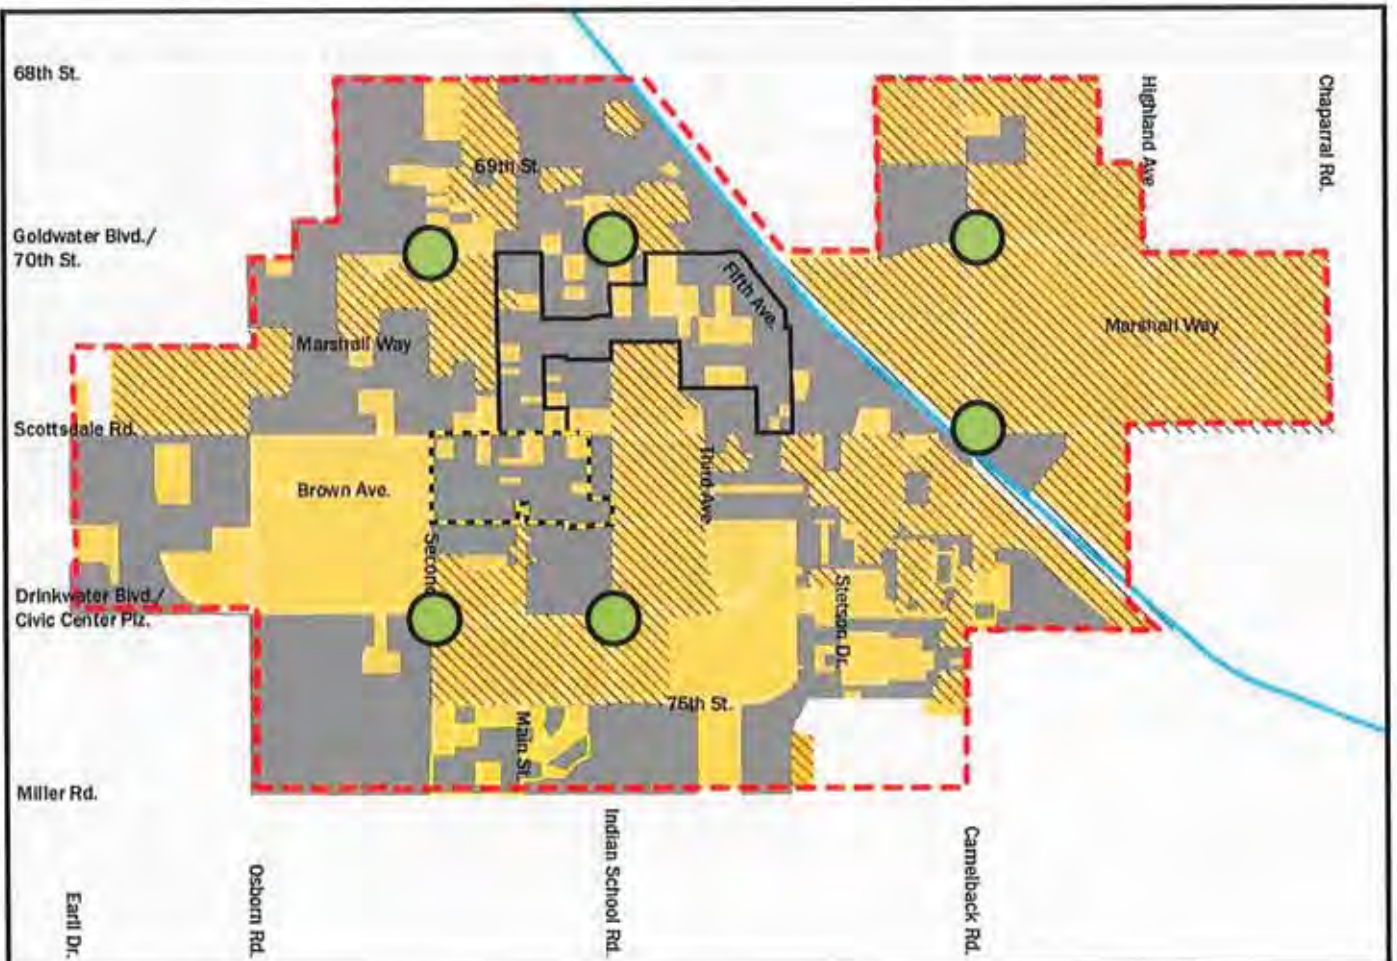 68th St.
69th St.
Highland Ave
Chaparral Rd.
Goldwater Blvd./
70th St.
Fifth Ave.
Marshall Way
Marshall Way
Scottsdale Rd.
Third Ave.
Brown Ave.
Second
Drinkwater Blvd./
Civic Center Plz.
Stetson Dr.
75th St.
Main St.
Miller Rd.
Indian School Rd.
Camelback Rd.
Osborn Rd.
Earll Dr.